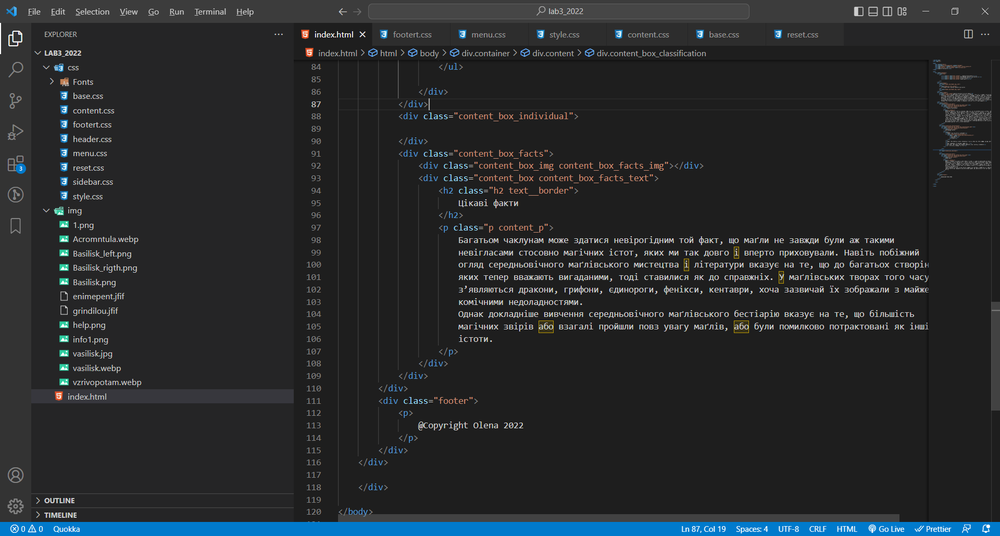 File Edit Selection View Go Run Terminal Help
lab3_2022
EXPLORER
LAB3_2022
css
Fonts
base.css
content.css
footert.css
header.css
menu.css
reset.css
sidebar.css
style.css
img
1.png
Acromntula.webp
Basilisk_left.png
Basilisk_rigth.png
Basilisk.png
enimepent.jfif
grindilou.jfif
help.png
info1.png
vasilisk.jpg
vasilisk.webp
vzrivopotam.webp
index.html
OUTLINE
TIMELINE
3
index.html footert.css menu.css style.css content.css base.css reset.css
index.html > html > body > div.container > div.content > div.content_box_classification
84 </ul>
85
86 </div>
87 </div>
88 <div class="content_box_individual">
89
90 </div>
91 <div class="content_box_facts">
92 <div class="content_box_img content_box_facts_img"></div>
93 <div class="content_box content_box_facts_text">
94 <h2 class="h2 text__border">
95 Цікаві факти
96 </h2>
97 <p class="p content_p">
98 Багатьом чаклунам може здатися невірогідним той факт, що маґли не завжди були аж такими
99 невігласами стосовно магічних істот, яких ми так довго і вперто приховували. Навіть побіжний
100 огляд середньовічного маґлівського мистецтва і літератури вказує на те, що до багатьох створін
101 яких тепер вважають вигаданими, тоді ставилися як до справжніх. У маґлівських творах того часу
102 з’являються дракони, грифони, єдинороги, фенікси, кентаври, хоча зазвичай їх зображали з майже
103 комічними недоладностями.
104 Однак докладніше вивчення середньовічного маґлівського бестіарію вказує на те, що більшість
105 магічних звірів або взагалі пройшли повз увагу маґлів, або були помилково потрактовані як інші
106 істоти.
107 </p>
108 </div>
109 </div>
110 </div>
111 <div class="footer">
112 <p>
113 @Copyright Olena 2022
114 </p>
115 </div>
116 </div>
117
118 </div>
119
120 </body>
0 0 Quokka Ln 87, Col 19 Spaces: 4 UTF-8 CRLF HTML Go Live Prettier